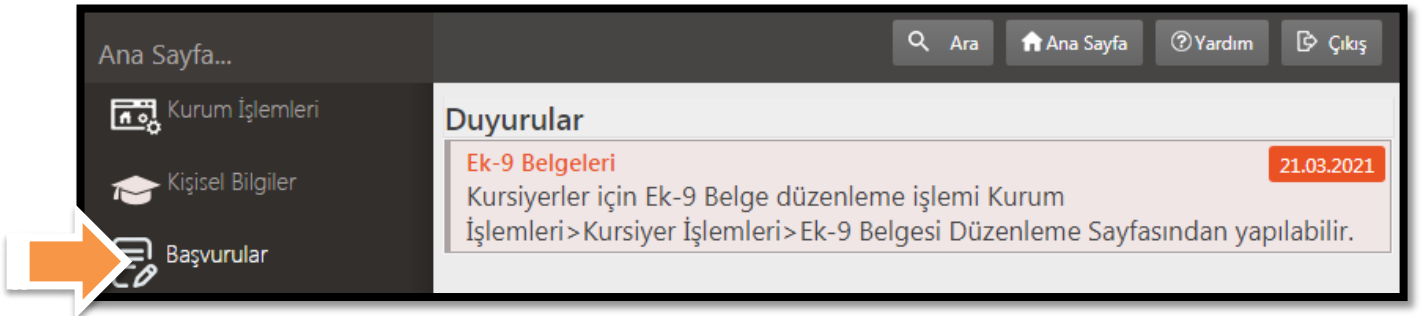 Ana Sayfa...
Ara
Ana Sayfa
Yardım
Çıkış
Kurum İşlemleri
Kişisel Bilgiler
Başvurular
Duyurular
Ek-9 Belgeleri
21.03.2021
Kursiyerler için Ek-9 Belge düzenleme işlemi Kurum
İşlemleri>Kursiyer İşlemleri>Ek-9 Belgesi Düzenleme Sayfasından yapılabilir.